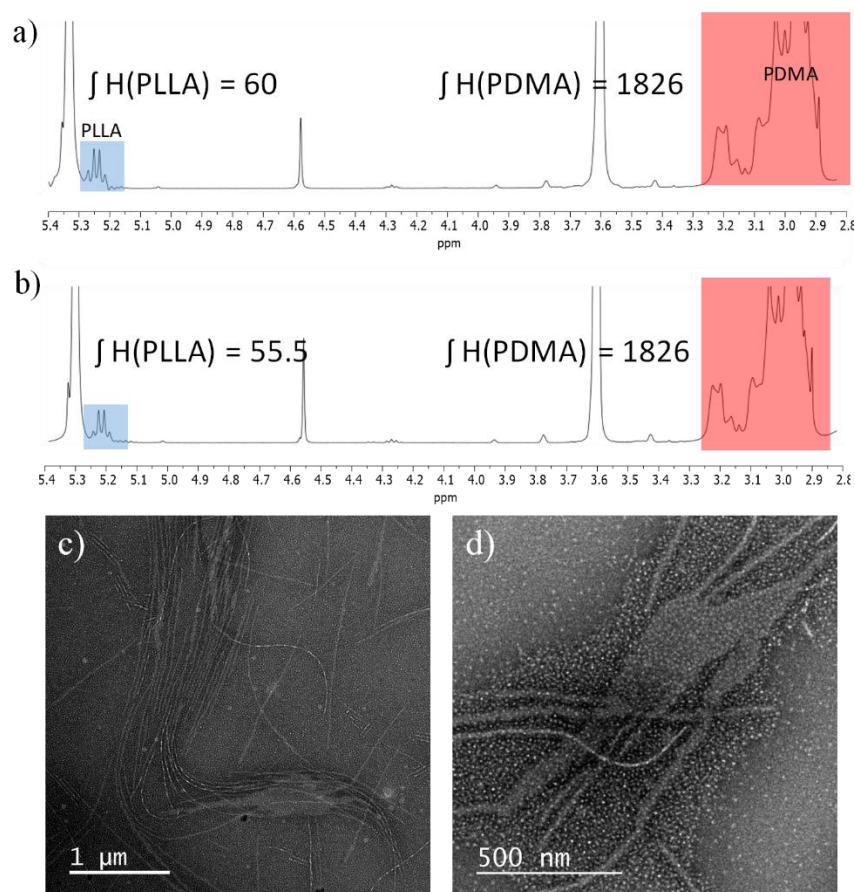 a)
∫ H(PLLA) = 60
∫ H(PDMA) = 1826
PDMA
PLLA
5.4 5.3 5.2 5.1 5.0 4.9 4.8 4.7 4.6 4.5 4.4 4.3 4.2 4.1 4.0 3.9 3.8 3.7 3.6 3.5 3.4 3.3 3.2 3.1 3.0 2.9 2.8
ppm
b)
∫ H(PLLA) = 55.5
∫ H(PDMA) = 1826
5.4 5.3 5.2 5.1 5.0 4.9 4.8 4.7 4.6 4.5 4.4 4.3 4.2 4.1 4.0 3.9 3.8 3.7 3.6 3.5 3.4 3.3 3.2 3.1 3.0 2.9 2.8
ppm
c)
1 µm
d)
500 nm